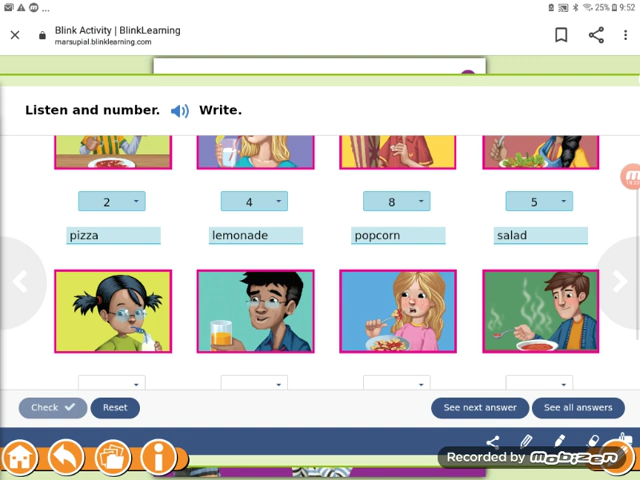 25% 9:52
Blink Activity | BlinkLearning
marsupial.blinklearning.com
Listen and number. Write.
2 4 8 5
pizza lemonade popcorn salad
Check Reset See next answer See all answers
Recorded by mobizen